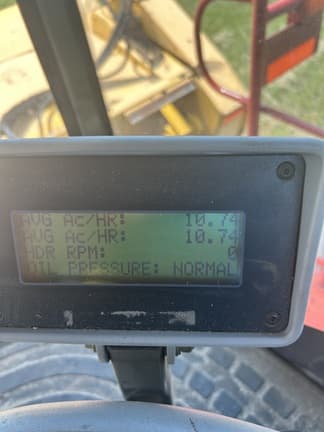 AVG Ac/HR: 10.74
AVG Ac/HR: 10.74
HDR RPM: 0
OIL PRESSURE: NORMAL